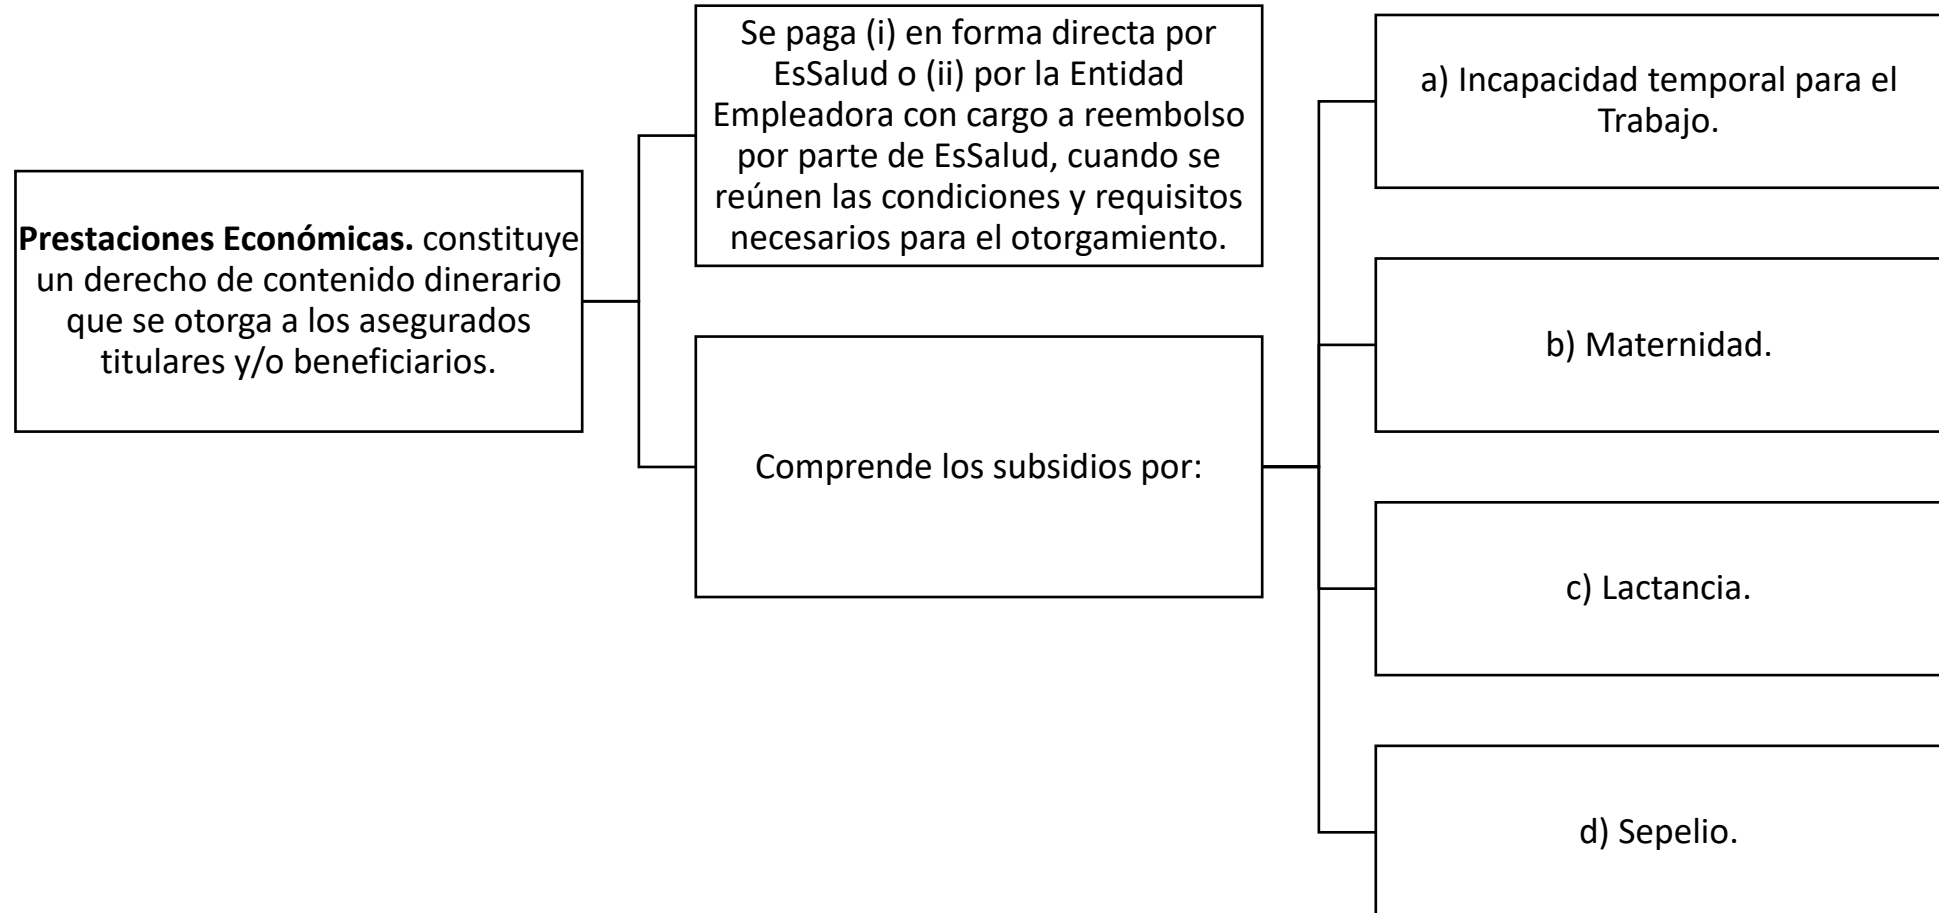 Prestaciones Económicas. constituye
un derecho de contenido dinerario
que se otorga a los asegurados
titulares y/o beneficiarios.
Se paga (i) en forma directa por
EsSalud o (ii) por la Entidad
Empleadora con cargo a reembolso
por parte de EsSalud, cuando se
reúnen las condiciones y requisitos
necesarios para el otorgamiento.
Comprende los subsidios por:
a) Incapacidad temporal para el
Trabajo.
b) Maternidad.
c) Lactancia.
d) Sepelio.